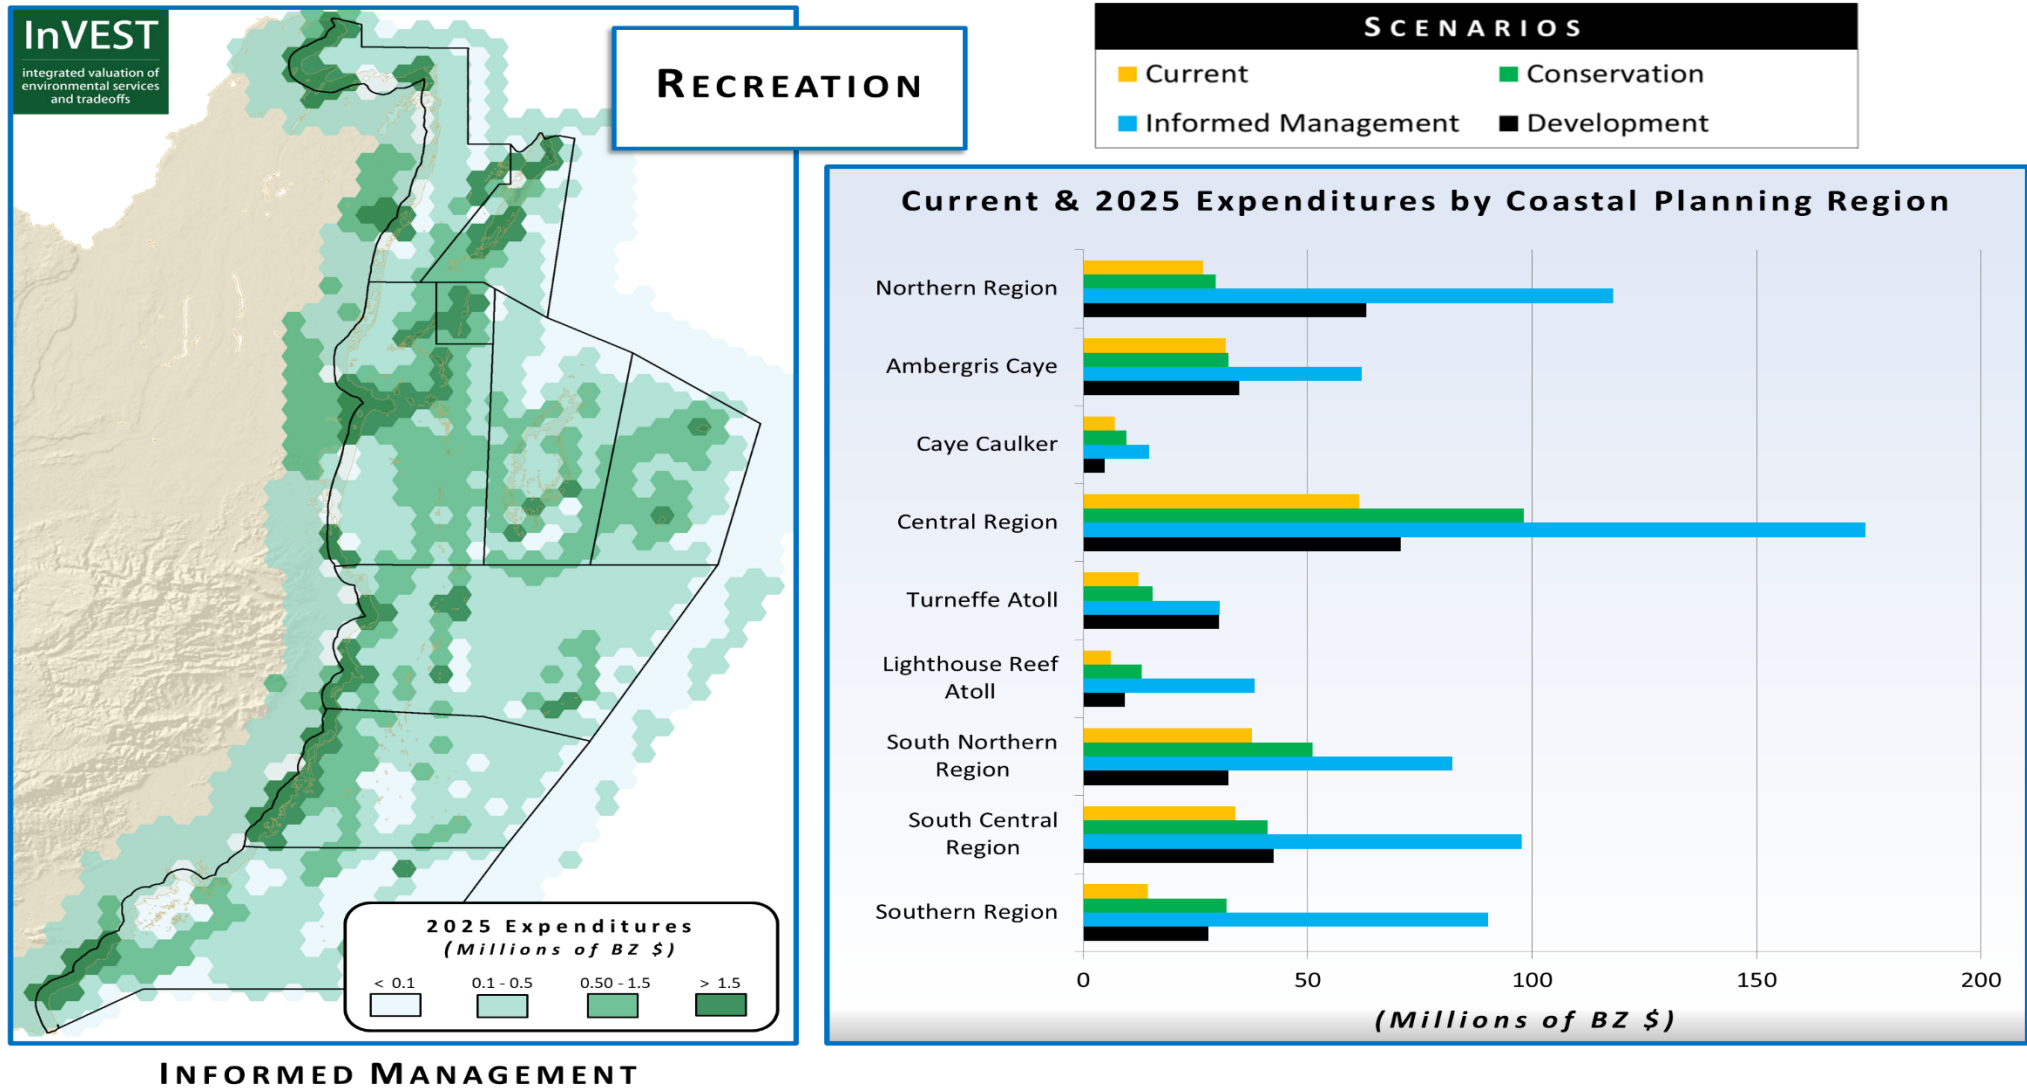 InVEST
integrated valuation of
environmental services
and tradeoffs
RECREATION
SCENARIOS
Current
Conservation
Informed Management
Development
Current & 2025 Expenditures by Coastal Planning Region
Northern Region
Ambergris Caye
Caye Caulker
Central Region
Turneffe Atoll
Lighthouse Reef
Atoll
South Northern
Region
South Central
Region
Southern Region
0 50 100 150 200
(Millions of BZ $)
2025 Expenditures
(Millions of BZ $)
< 0.1 0.1 - 0.5 0.50 - 1.5 > 1.5
INFORMED MANAGEMENT